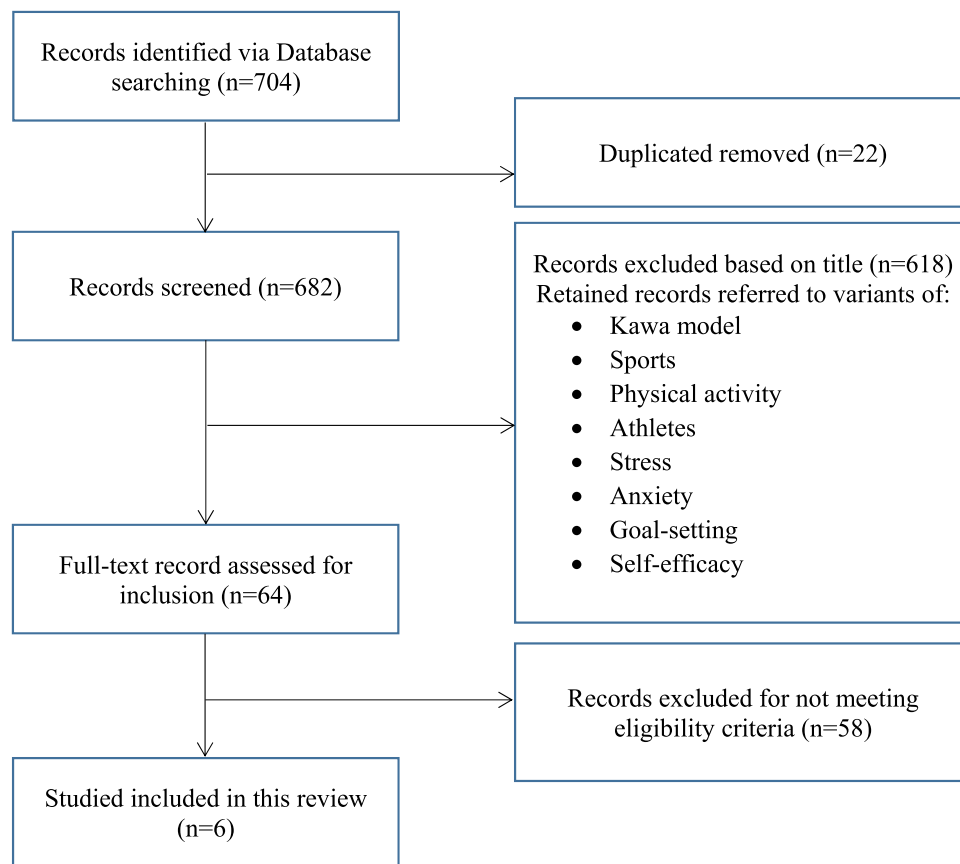 Records identified via Database
searching (n=704)
Duplicated removed (n=22)
Records screened (n=682)
Records excluded based on title (n=618)
Retained records referred to variants of:
• Kawa model
• Sports
• Physical activity
• Athletes
• Stress
• Anxiety
• Goal-setting
• Self-efficacy
Full-text record assessed for
inclusion (n=64)
Records excluded for not meeting
eligibility criteria (n=58)
Studied included in this review
(n=6)